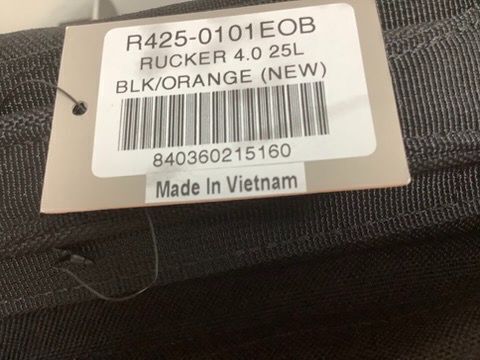 R425-0101EOB
RUCKER 4.0 25L
BLK/ORANGE (NEW)
840360215160
Made In Vietnam